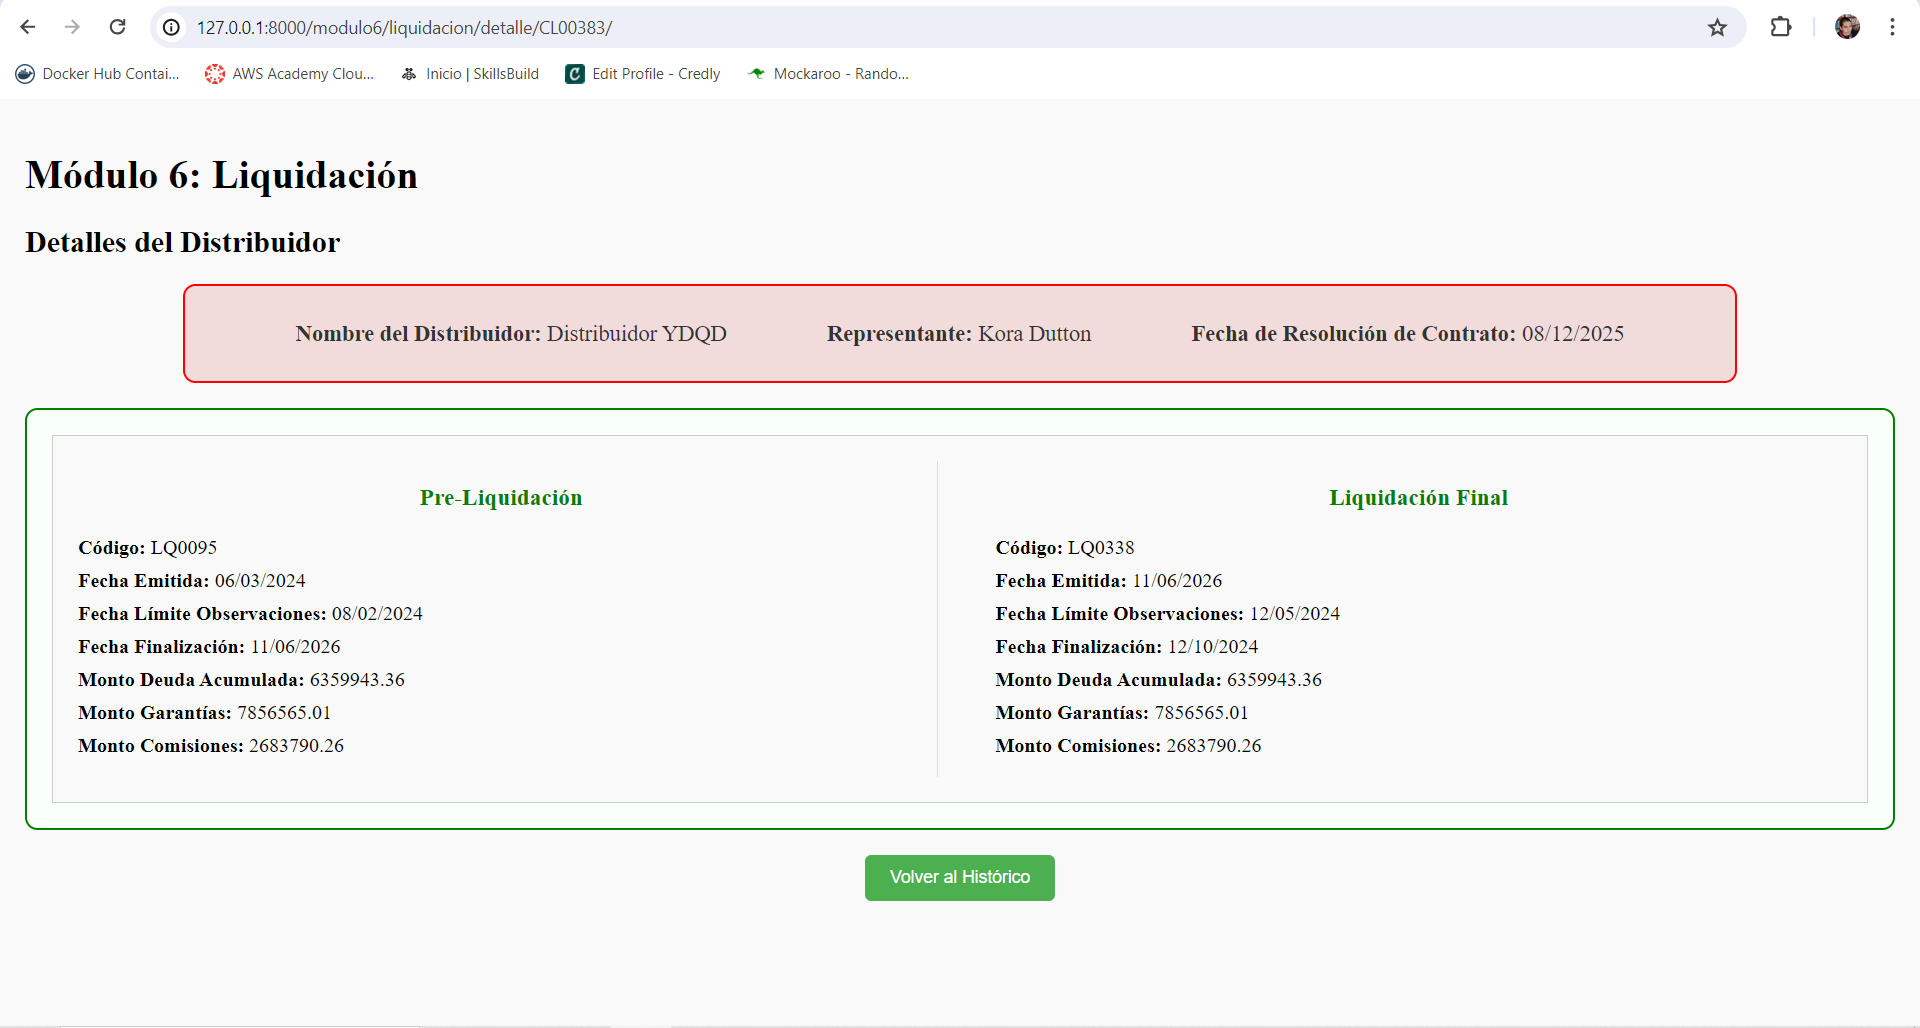 127.0.0.1:8000/modulo6/liquidacion/detalle/CL00383/
Docker Hub Contai... AWS Academy Clou... Inicio | SkillsBuild Edit Profile - Credly Mockaroo - Rando...
Módulo 6: Liquidación
Detalles del Distribuidor
Nombre del Distribuidor: Distribuidor YDQD Representante: Kora Dutton Fecha de Resolución de Contrato: 08/12/2025
Pre-Liquidación
Código: LQ0095
Fecha Emitida: 06/03/2024
Fecha Límite Observaciones: 08/02/2024
Fecha Finalización: 11/06/2026
Monto Deuda Acumulada: 6359943.36
Monto Garantías: 7856565.01
Monto Comisiones: 2683790.26
Liquidación Final
Código: LQ0338
Fecha Emitida: 11/06/2026
Fecha Límite Observaciones: 12/05/2024
Fecha Finalización: 12/10/2024
Monto Deuda Acumulada: 6359943.36
Monto Garantías: 7856565.01
Monto Comisiones: 2683790.26
Volver al Histórico